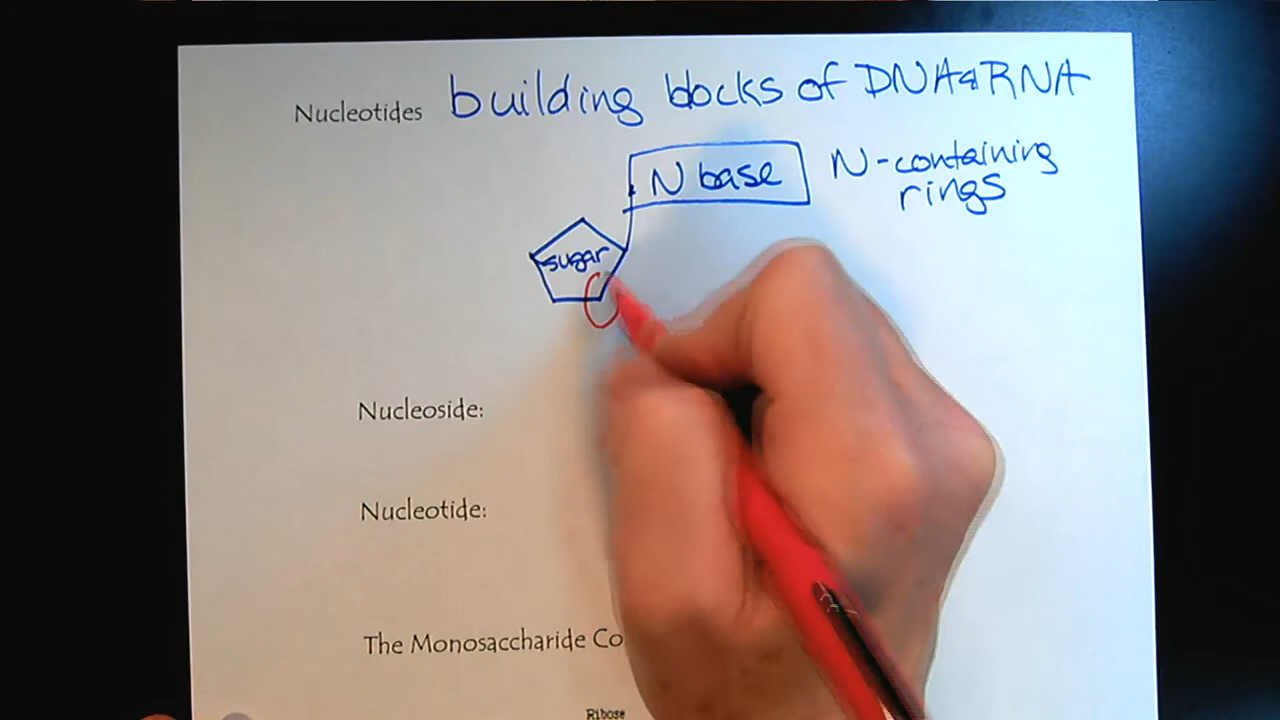 Nucleotides building blocks of DNA & RNA
N base N-containing
rings
sugar
Nucleoside:
Nucleotide:
The Monosaccharide Co
Ribose